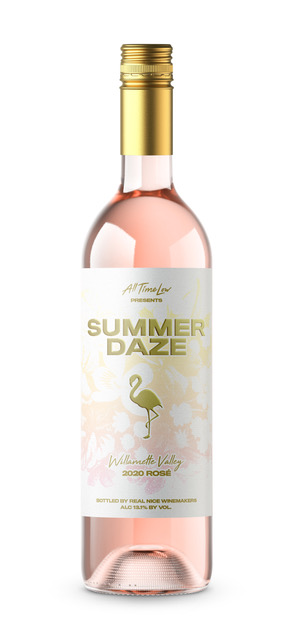 All Time Low
PRESENTS
SUMMER
DAZE
Willamette Valley
2020 ROSÉ
BOTTLED BY REAL NICE WINEMAKERS
ALC 13.1% BY VOL.